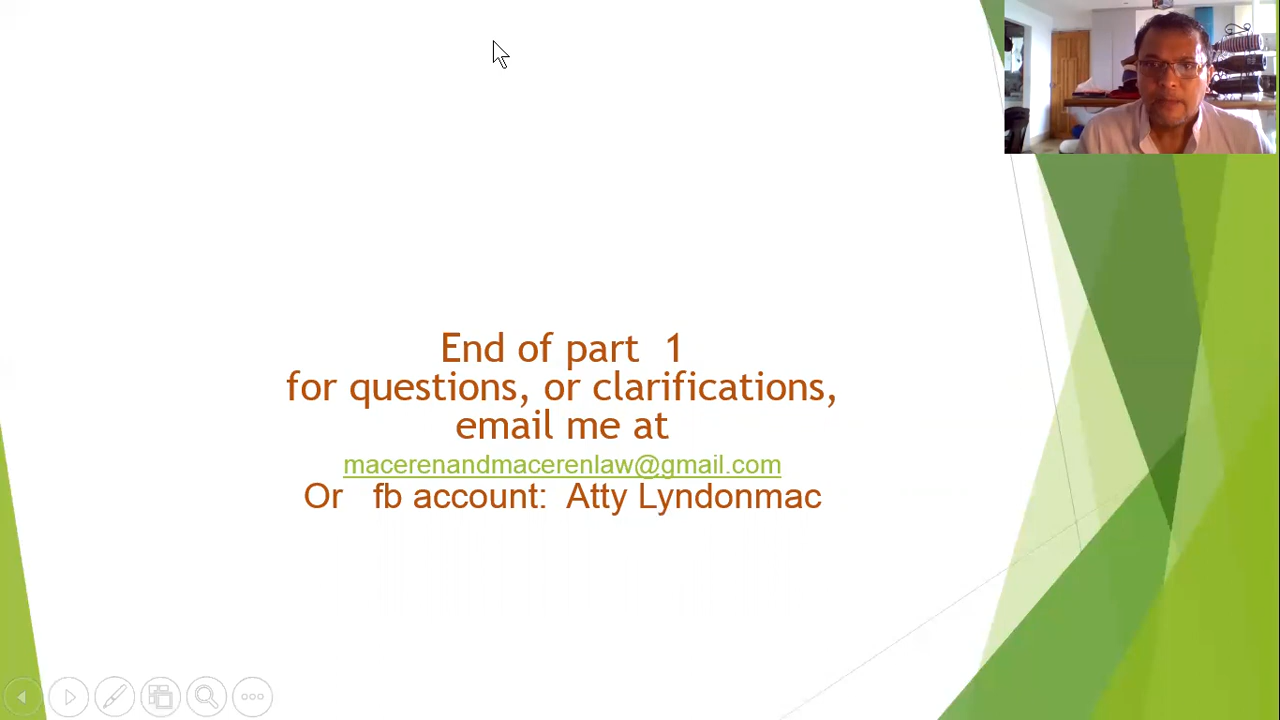 End of part 1
for questions, or clarifications,
email me at
macerenandmacerenlaw@gmail.com
Or fb account: Atty Lyndonmac